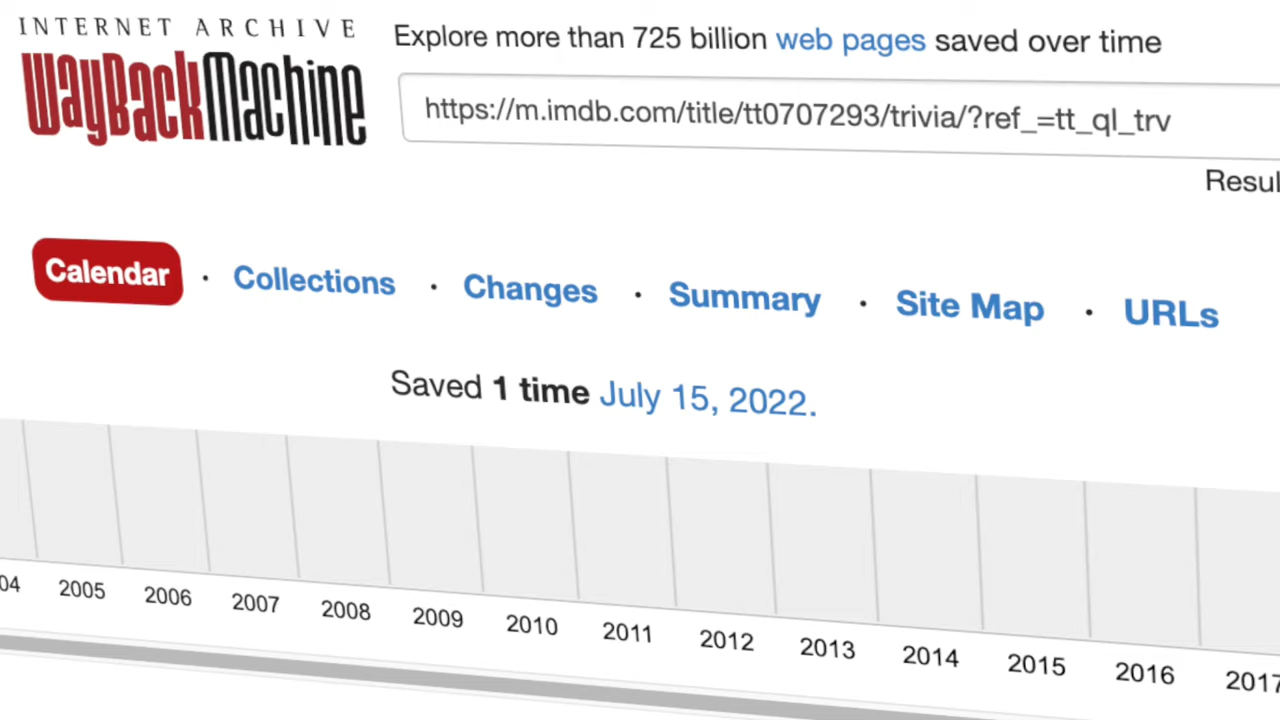 INTERNET ARCHIVE
WayBackMachine
Explore more than 725 billion web pages saved over time
https://m.imdb.com/title/tt0707293/trivia/?ref_=tt_ql_trv
Resul
Calendar · Collections · Changes · Summary · Site Map · URLs
Saved 1 time July 15, 2022.
04 2005 2006 2007 2008 2009 2010 2011 2012 2013 2014 2015 2016 2017